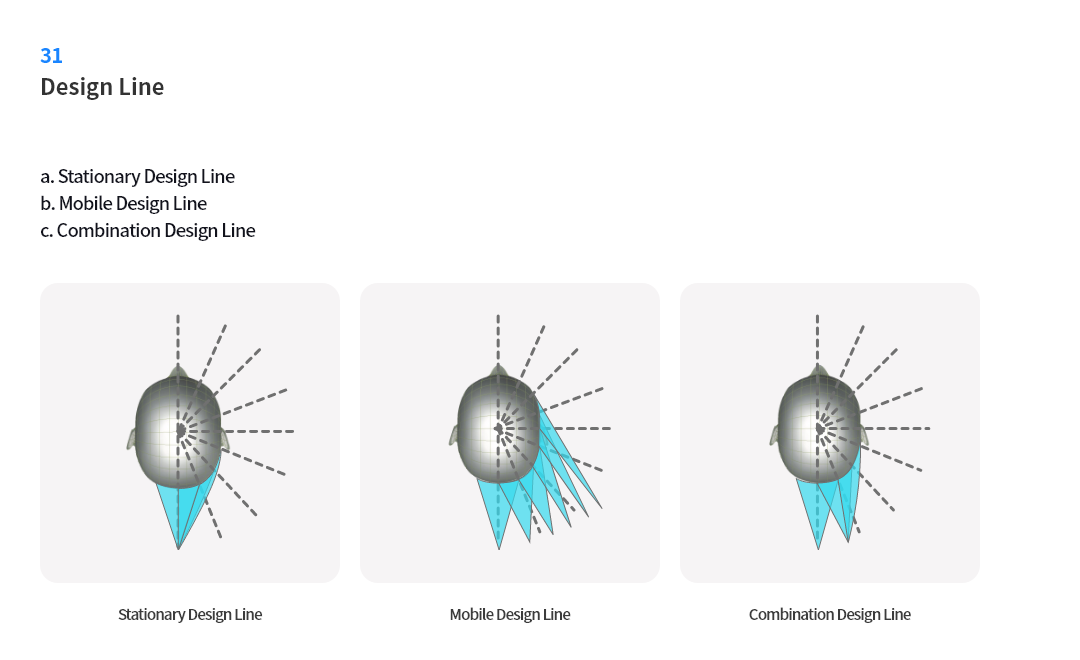 31
Design Line
a. Stationary Design Line
b. Mobile Design Line
c. Combination Design Line
Stationary Design Line
Mobile Design Line
Combination Design Line